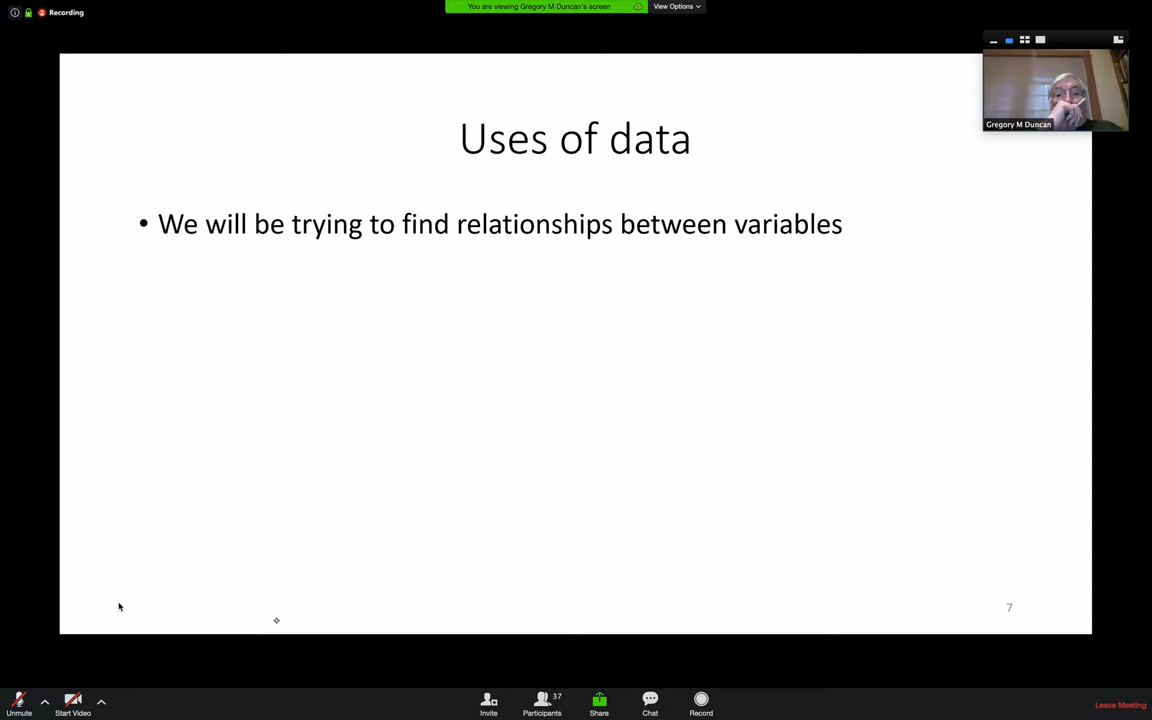 Recording
You are viewing Gregory M Duncan's screen
View Options
Gregory M Duncan
Uses of data
• We will be trying to find relationships between variables
7
Unmute
Start Video
Invite
37
Participants
Share
Chat
Record
Leave Meeting